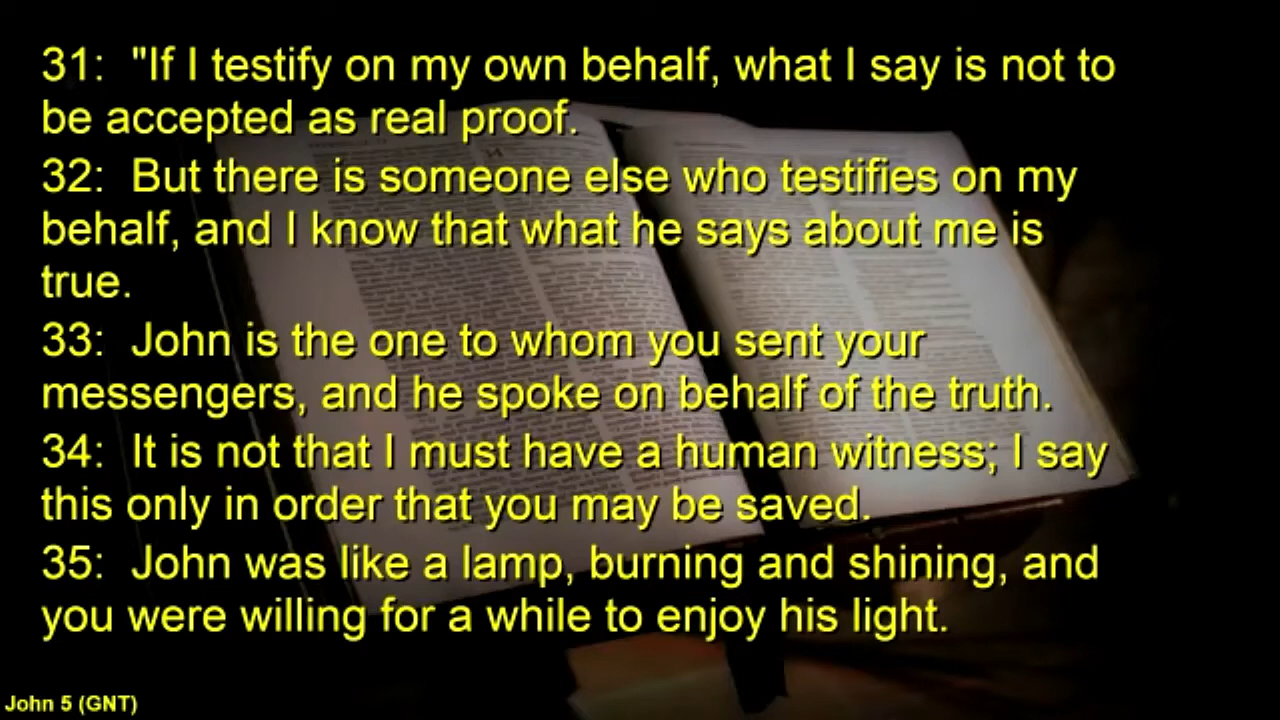 31:  "If I testify on my own behalf, what I say is not to
be accepted as real proof.
32:  But there is someone else who testifies on my
behalf, and I know that what he says about me is
true.
33:  John is the one to whom you sent your
messengers, and he spoke on behalf of the truth.
34:  It is not that I must have a human witness; I say
this only in order that you may be saved.
35:  John was like a lamp, burning and shining, and
you were willing for a while to enjoy his light.
John 5 (GNT)